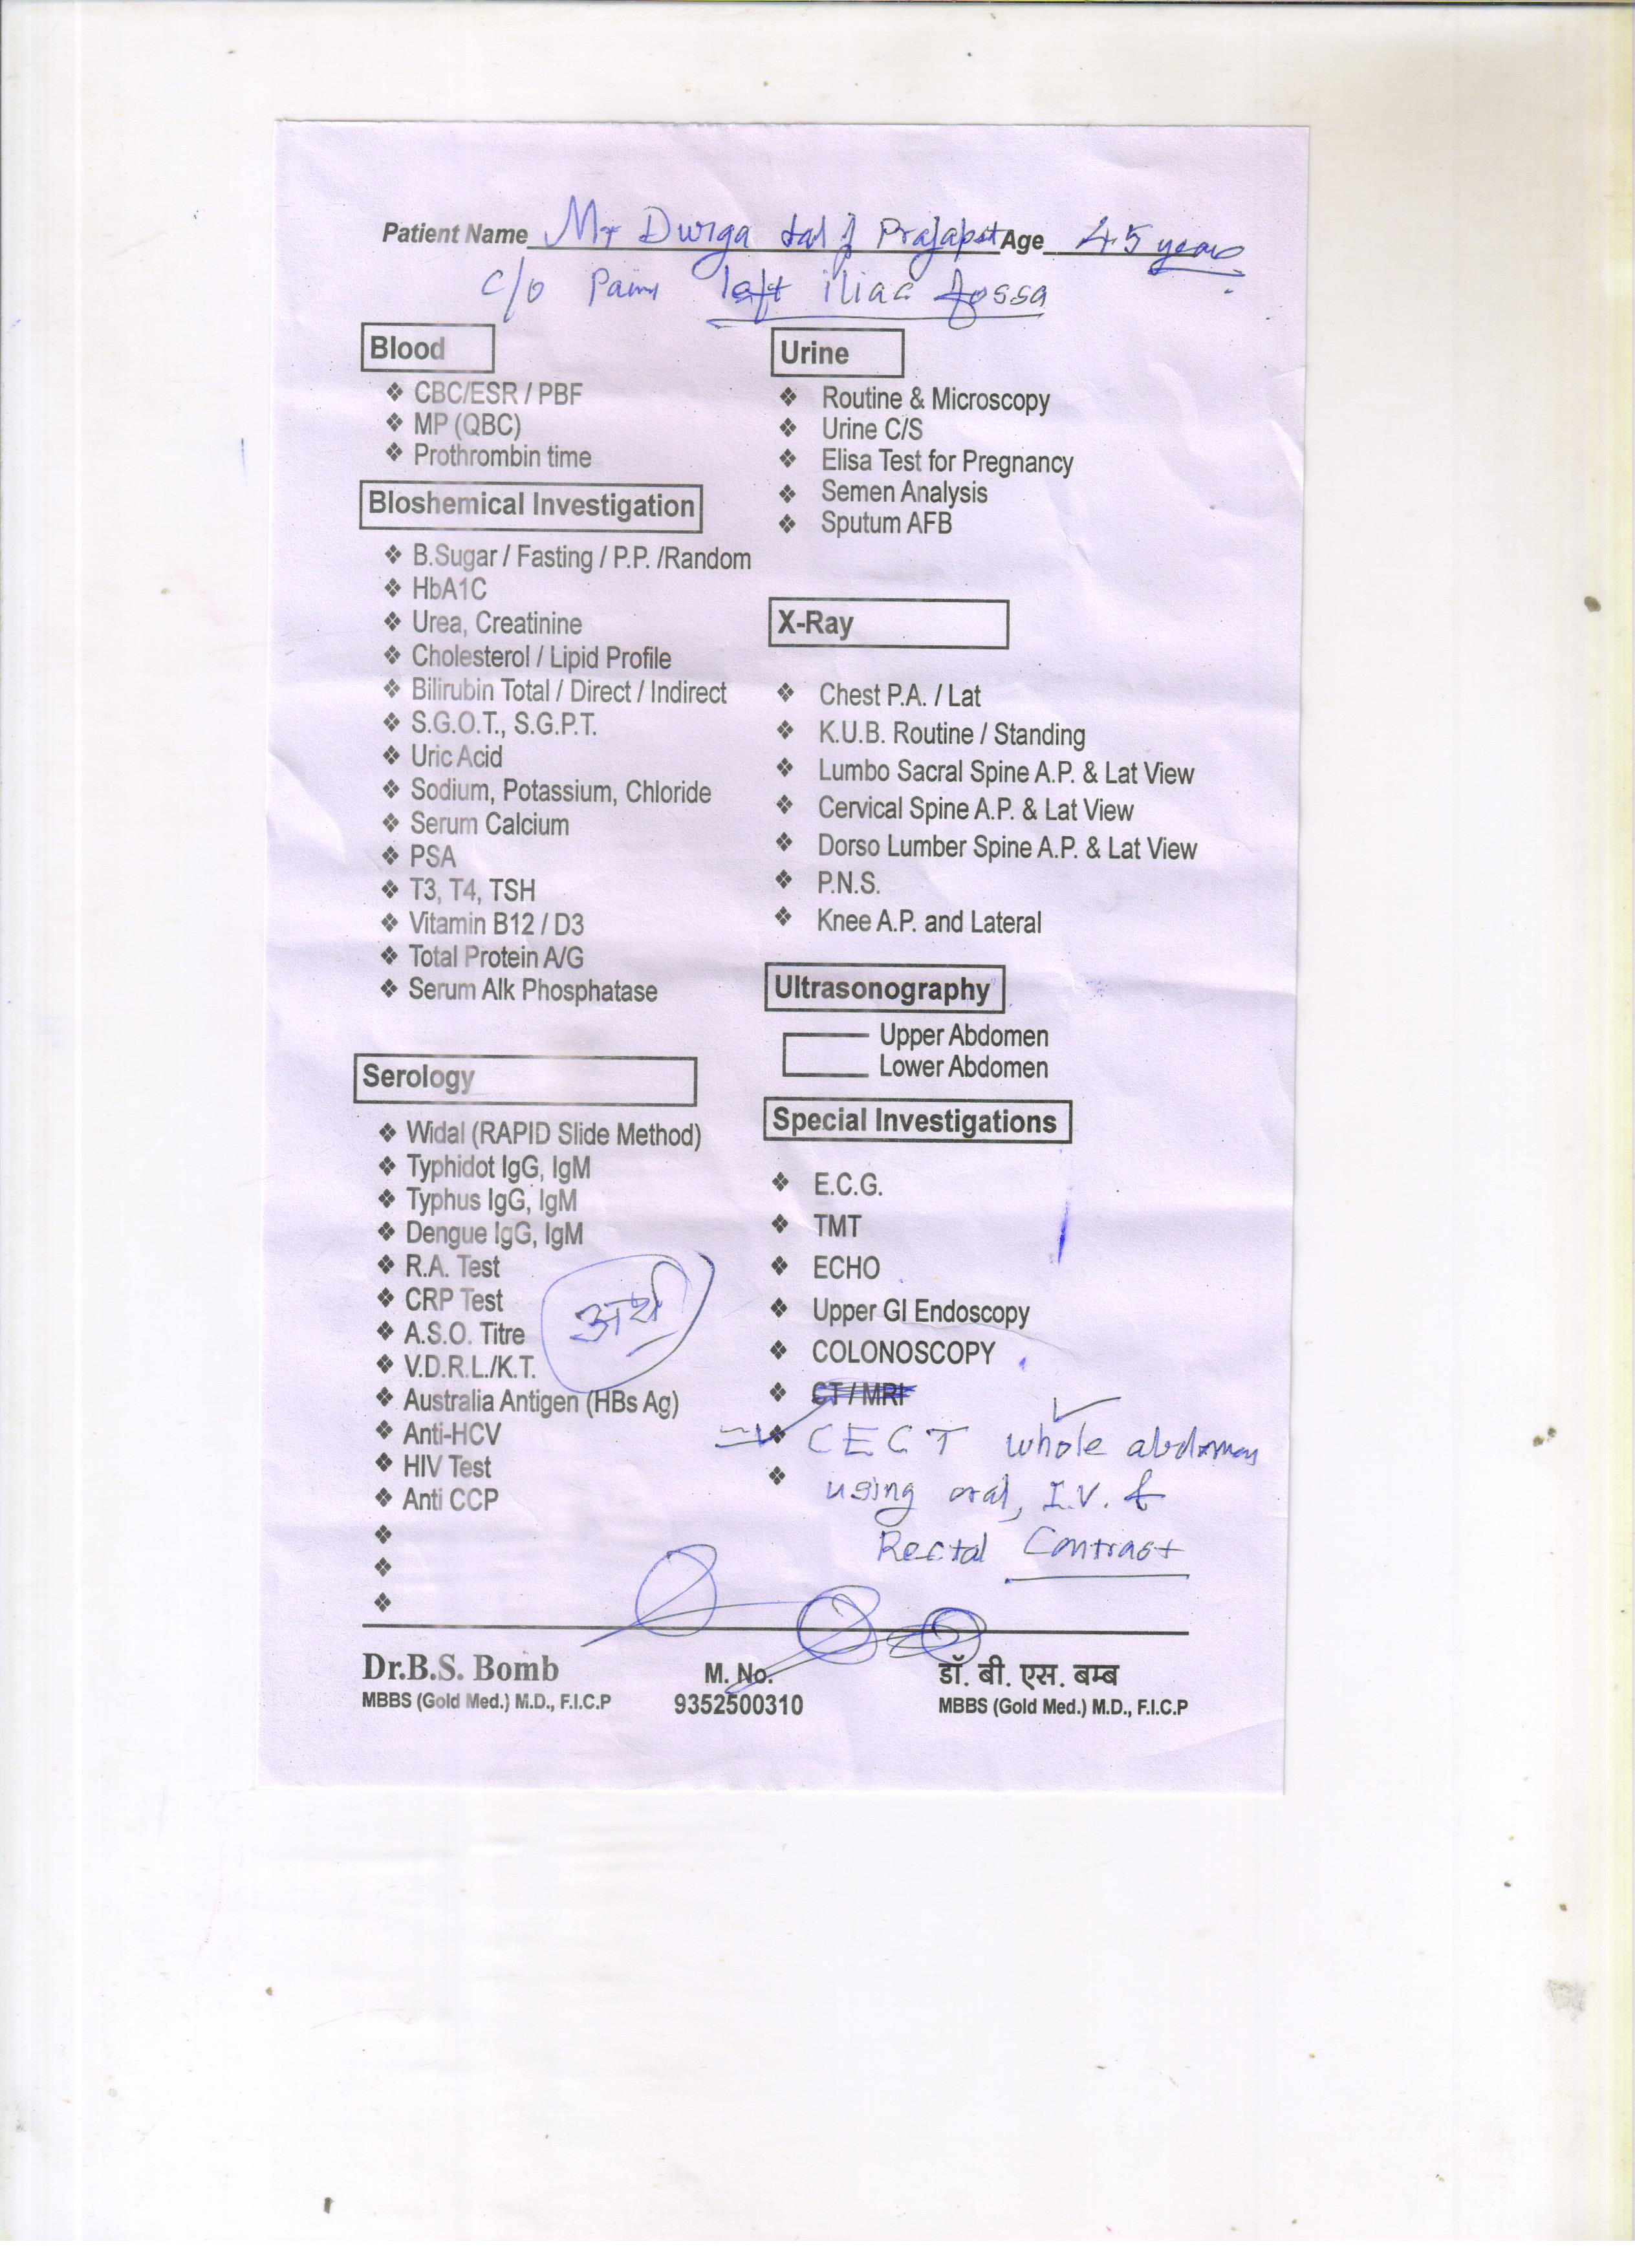 Patient Name Mr Durga Lal J Prajapat Age 45 years
c/o Pain left iliac fossa
Blood
❖ CBC/ESR / PBF
❖ MP (QBC)
❖ Prothrombin time
Bloshemical Investigation
❖ B.Sugar / Fasting / P.P. /Random
❖ HbA1C
❖ Urea, Creatinine
❖ Cholesterol / Lipid Profile
❖ Bilirubin Total / Direct / Indirect
❖ S.G.O.T., S.G.P.T.
❖ Uric Acid
❖ Sodium, Potassium, Chloride
❖ Serum Calcium
❖ PSA
❖ T3, T4, TSH
❖ Vitamin B12 / D3
❖ Total Protein A/G
❖ Serum Alk Phosphatase
Serology
❖ Widal (RAPID Slide Method)
❖ Typhidot IgG, IgM
❖ Typhus IgG, IgM
❖ Dengue IgG, IgM
❖ R.A. Test
❖ CRP Test
❖ A.S.O. Titre
❖ V.D.R.L./K.T.
❖ Australia Antigen (HBs Ag)
❖ Anti-HCV
❖ HIV Test
❖ Anti CCP
अर्थ
Urine
❖ Routine & Microscopy
❖ Urine C/S
❖ Elisa Test for Pregnancy
❖ Semen Analysis
❖ Sputum AFB
X-Ray
❖ Chest P.A. / Lat
❖ K.U.B. Routine / Standing
❖ Lumbo Sacral Spine A.P. & Lat View
❖ Cervical Spine A.P. & Lat View
❖ Dorso Lumber Spine A.P. & Lat View
❖ P.N.S.
❖ Knee A.P. and Lateral
Ultrasonography
Upper Abdomen
Lower Abdomen
Special Investigations
❖ E.C.G.
❖ TMT
❖ ECHO
❖ Upper GI Endoscopy
❖ COLONOSCOPY
❖ CT / MRI
❖ CECT whole abdomen
❖ using oral, I.V. &
Rectal Contrast
Dr.B.S. Bomb M. No. डॉ. बी. एस. बम्ब
MBBS (Gold Med.) M.D., F.I.C.P 9352500310 MBBS (Gold Med.) M.D., F.I.C.P